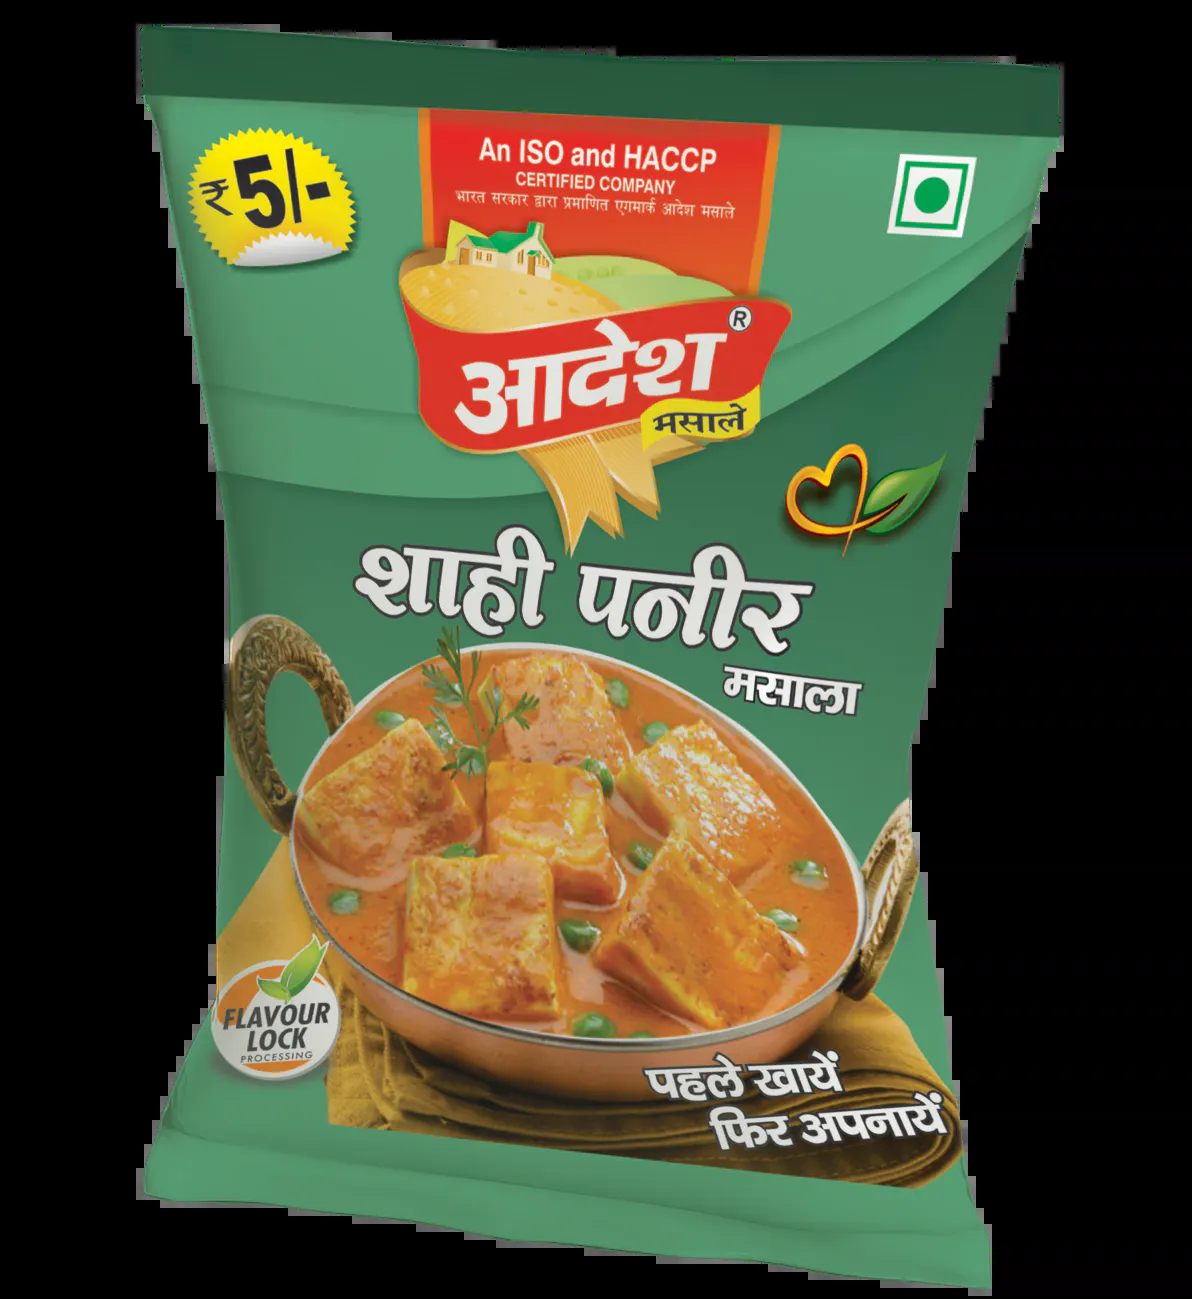 ₹5/-
An ISO and HACCP
CERTIFIED COMPANY
भारत सरकार द्वारा प्रमाणित एगमार्क आदेश मसाले
आदेश®
मसाले
शाही पनीर
मसाला
FLAVOUR
LOCK
PROCESSING
पहले खायें
फिर अपनायें